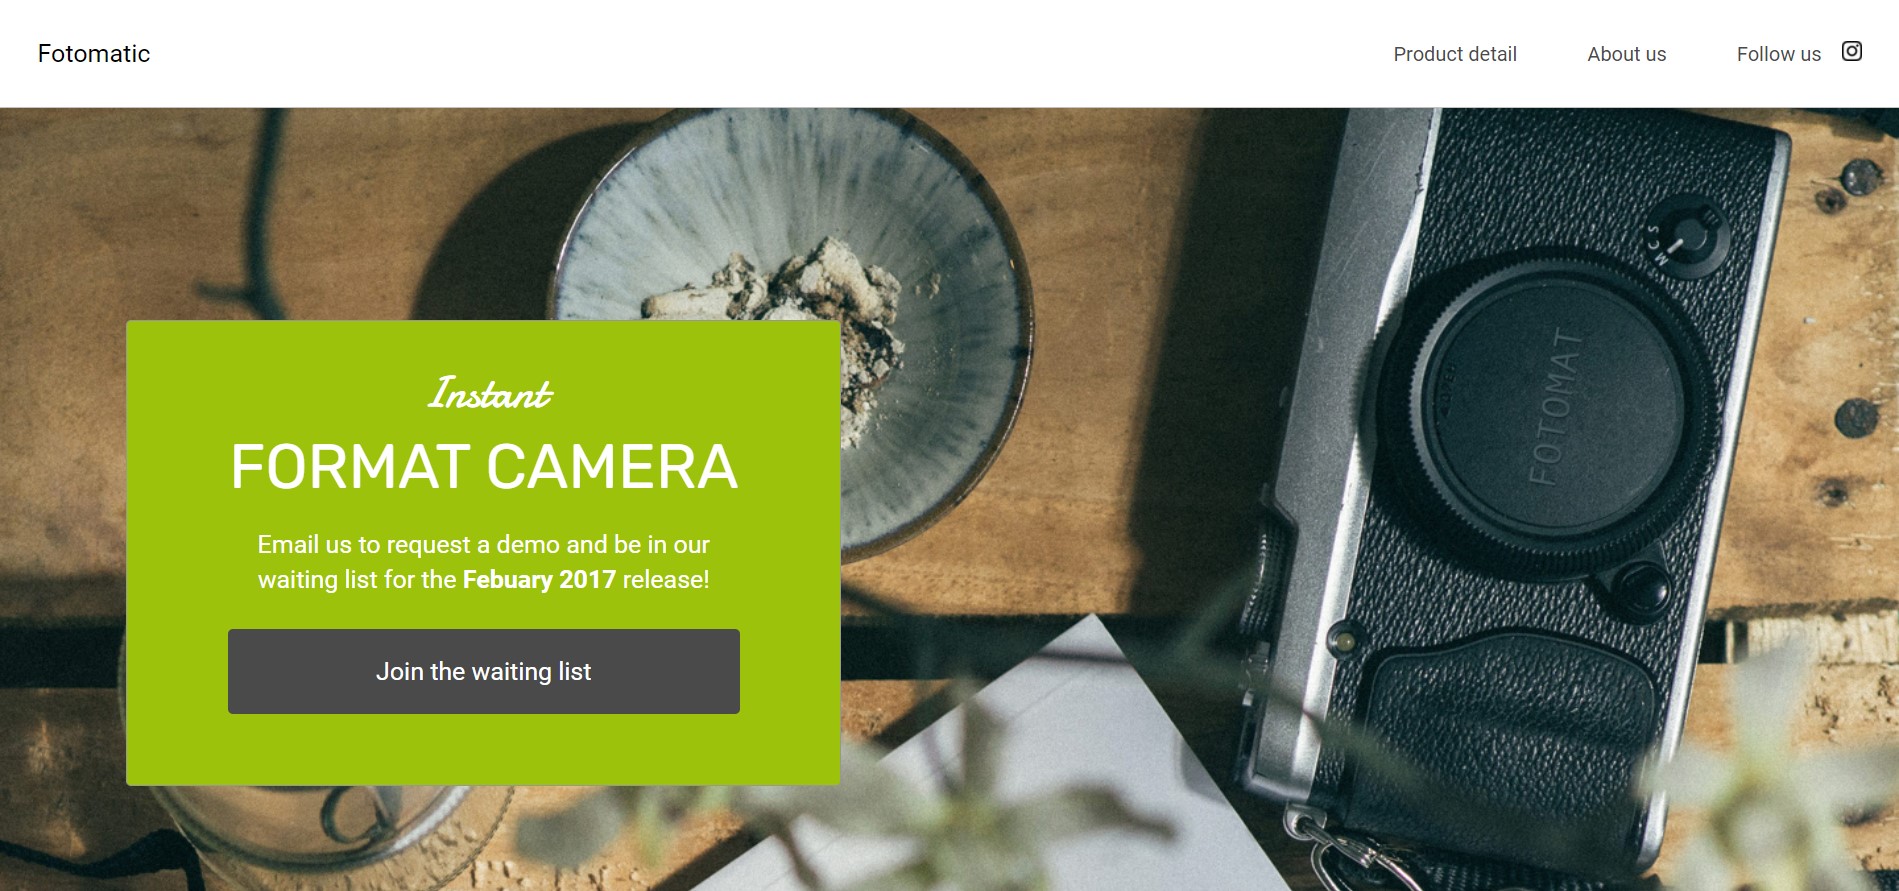 Fotomatic
Product detail
About us
Follow us
Instant
FORMAT CAMERA
Email us to request a demo and be in our
waiting list for the Febuary 2017 release!
Join the waiting list
FOTOMAT
S
C
M